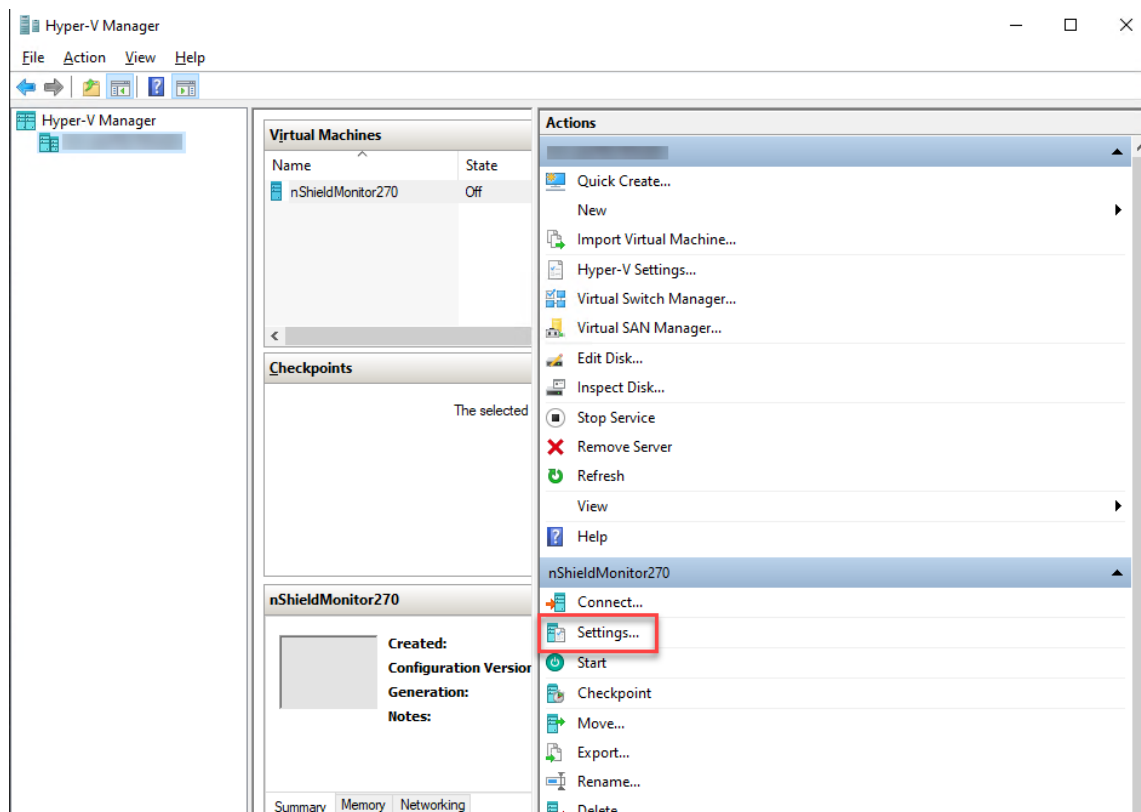 Hyper-V Manager
File Action View Help
Hyper-V Manager
Virtual Machines
Name State
nShieldMonitor270 Off
Checkpoints
The selected
nShieldMonitor270
Created:
Configuration Version
Generation:
Notes:
Summary Memory Networking
Actions
Quick Create...
New
Import Virtual Machine...
Hyper-V Settings...
Virtual Switch Manager...
Virtual SAN Manager...
Edit Disk...
Inspect Disk...
Stop Service
Remove Server
Refresh
View
Help
nShieldMonitor270
Connect...
Settings...
Start
Checkpoint
Move...
Export...
Rename...
Delete...